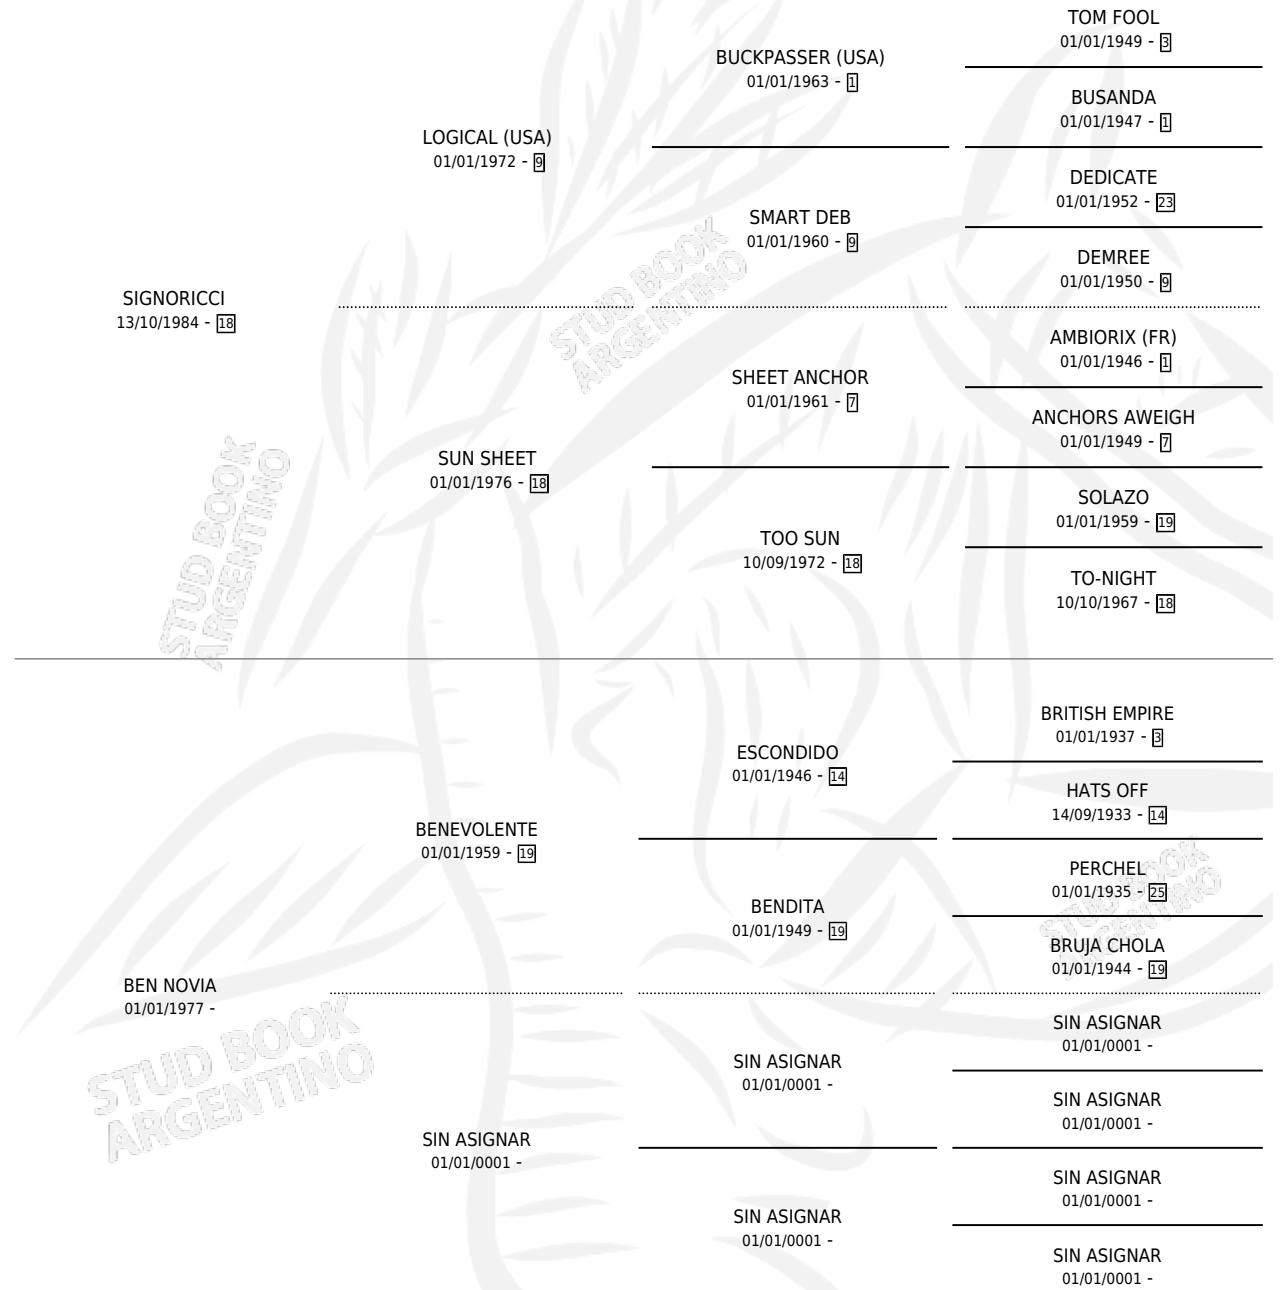 TOM FOOL
01/01/1949 - 3
BUCKPASSER (USA)
01/01/1963 - 1
BUSANDA
01/01/1947 - 1
LOGICAL (USA)
01/01/1972 - 9
DEDICATE
01/01/1952 - 23
SMART DEB
01/01/1960 - 9
DEMREE
01/01/1950 - 9
SIGNORICCI
13/10/1984 - 18
STUD BOOK
ARGENTINO
AMBIORIX (FR)
01/01/1946 - 1
SHEET ANCHOR
01/01/1961 - 7
ANCHORS AWEIGH
01/01/1949 - 7
SUN SHEET
01/01/1976 - 18
SOLAZO
01/01/1959 - 19
TOO SUN
10/09/1972 - 18
TO-NIGHT
10/10/1967 - 18
STUD BOOK
ARGENTINO
BRITISH EMPIRE
01/01/1937 - 3
ESCONDIDO
01/01/1946 - 14
HATS OFF
14/09/1933 - 14
BENEVOLENTE
01/01/1959 - 19
PERCHEL
01/01/1935 - 25
BENDITA
01/01/1949 - 19
BRUJA CHOLA
01/01/1944 - 19
STUD BOOK
ARGENTINO
BEN NOVIA
01/01/1977 -
SIN ASIGNAR
01/01/0001 -
SIN ASIGNAR
01/01/0001 -
SIN ASIGNAR
01/01/0001 -
STUD BOOK
ARGENTINO
SIN ASIGNAR
01/01/0001 -
SIN ASIGNAR
01/01/0001 -
SIN ASIGNAR
01/01/0001 -
SIN ASIGNAR
01/01/0001 -